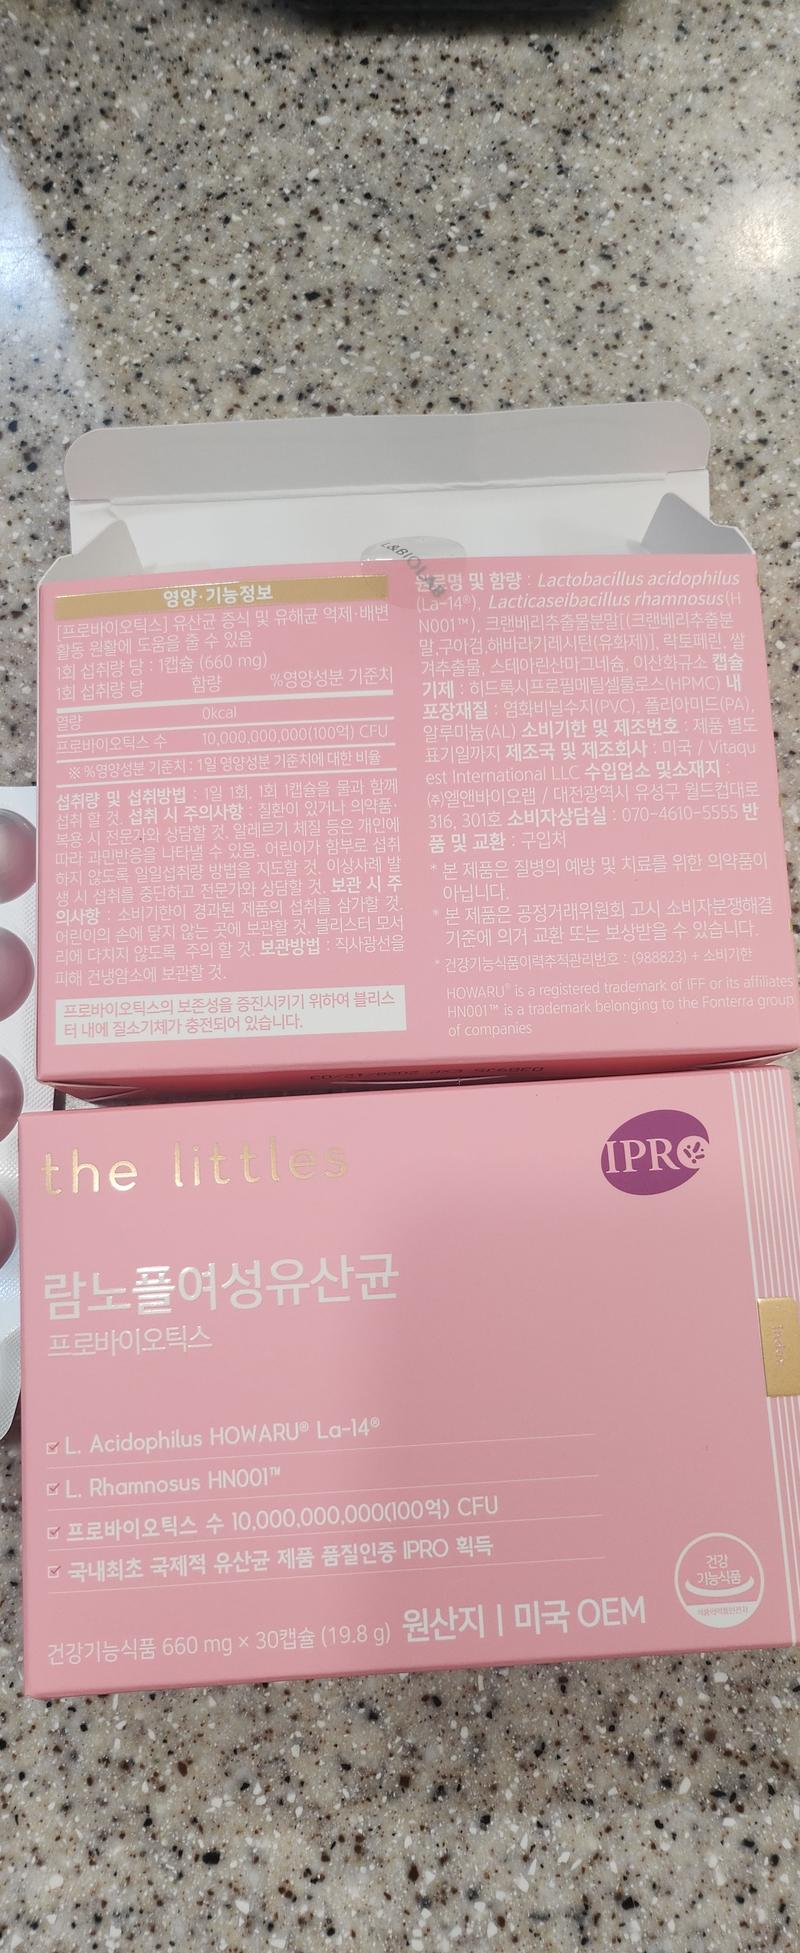 L&BIOLAB
영양·기능정보
[프로바이오틱스] 유산균 증식 및 유해균 억제·배변
활동 원활에 도움을 줄 수 있음
1회 섭취량 당 : 1캡슐 (660 mg)
1회 섭취량 당 함량 %영양성분 기준치
열량 0kcal
프로바이오틱스 수 10,000,000,000(100억) CFU
※ %영양성분 기준치 : 1일 영양성분 기준치에 대한 비율
섭취량 및 섭취방법 : 1일 1회, 1회 1캡슐을 물과 함께
섭취 할 것. 섭취 시 주의사항 : 질환이 있거나 의약품·
복용 시 전문가와 상담할 것. 알레르기 체질 등은 개인에
따라 과민반응을 나타낼 수 있음. 어린이가 함부로 섭취
하지 않도록 일일섭취량 방법을 지도할 것. 이상사례 발
생 시 섭취를 중단하고 전문가와 상담할 것. 보관 시 주
의사항 : 소비기한이 경과된 제품의 섭취를 삼가할 것.
어린이의 손에 닿지 않는 곳에 보관할 것. 블리스터 모서
리에 다치지 않도록 주의 할 것. 보관방법 : 직사광선을
피해 건냉암소에 보관할 것.
프로바이오틱스의 보존성을 증진시키기 위하여 블리스
터 내에 질소기체가 충전되어 있습니다.
원료명 및 함량 : Lactobacillus acidophilus
(La-14®), Lacticaseibacillus rhamnosus(H
N001™), 크랜베리추출물분말[(크랜베리추출분
말,구아검,해바라기레시틴(유화제)], 락토페린, 쌀
겨추출물, 스테아린산마그네슘, 이산화규소 캡슐
기제 : 히드록시프로필메틸셀룰로스(HPMC) 내
포장재질 : 염화비닐수지(PVC), 폴리아미드(PA),
알루미늄(AL) 소비기한 및 제조번호 : 제품 별도
표기일까지 제조국 및 제조회사 : 미국 / Vitaqu
est International LLC 수입업소 및소재지 :
㈜엘앤바이오랩 / 대전광역시 유성구 월드컵대로
316, 301호 소비자상담실 : 070-4610-5555 반
품 및 교환 : 구입처
* 본 제품은 질병의 예방 및 치료를 위한 의약품이
아닙니다.
* 본 제품은 공정거래위원회 고시 소비자분쟁해결
기준에 의거 교환 또는 보상받을 수 있습니다.
* 건강기능식품이력추적관리번호 : (988823) + 소비기한
HOWARU® is a registered trademark of IFF or its affiliates
HN001™ is a trademark belonging to the Fonterra group
of companies
the littles
IPRO
람노플여성유산균
프로바이오틱스
L. Acidophilus HOWARU® La-14®
L. Rhamnosus HN001™
프로바이오틱스 수 10,000,000,000(100억) CFU
국내최초 국제적 유산균 제품 품질인증 IPRO 획득
건강
기능식품
식품의약품안전처
건강기능식품 660 mg × 30캡슐 (19.8 g) 원산지 | 미국 OEM